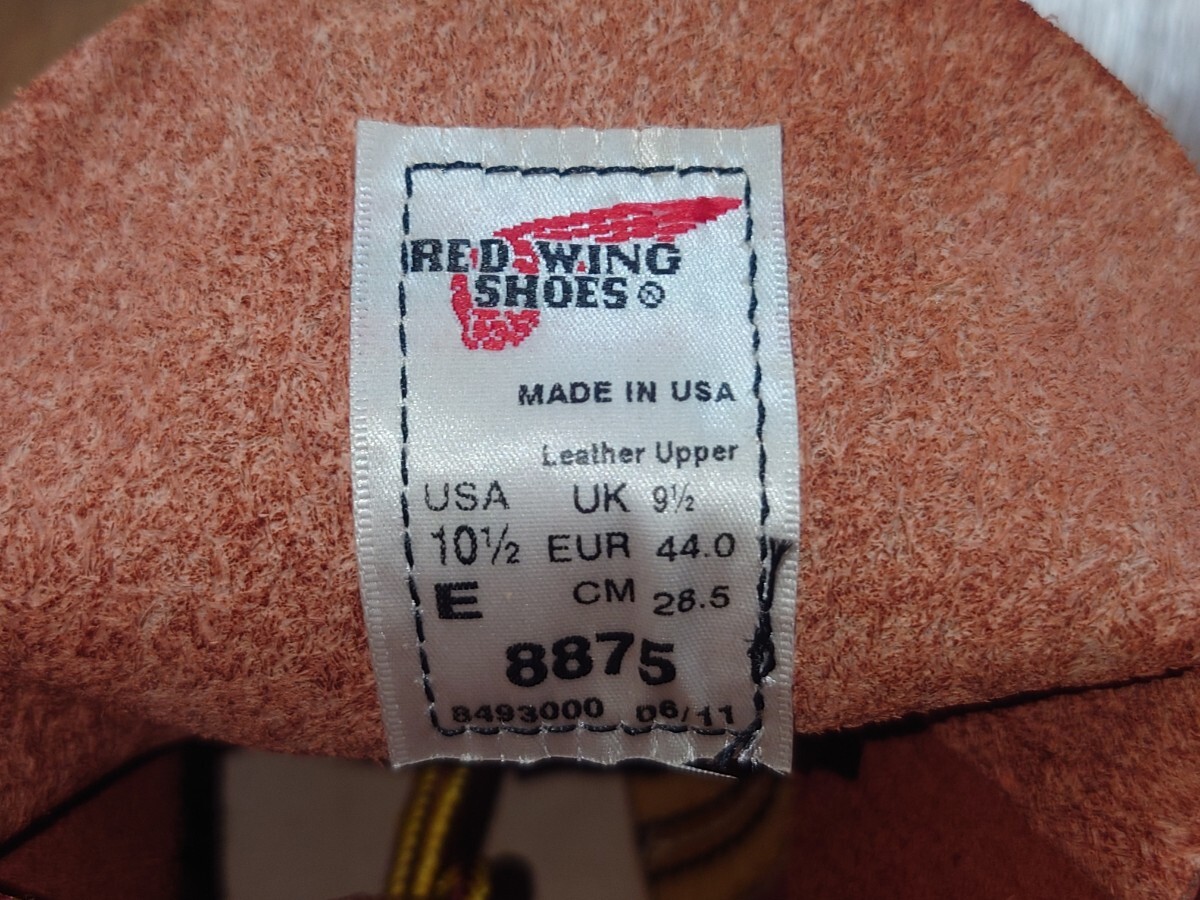 RED WING
SHOES ®
MADE IN USA
Leather Upper
USA UK 9½
10½ EUR 44.0
E CM 28.5
8875
8493000 06/11